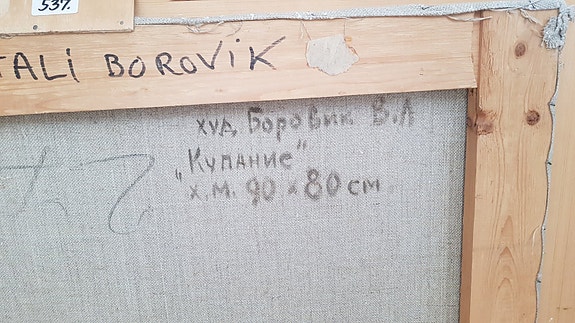 537.
TALI BOROVIK
худ. Боровик В.А
„Купание"
х.м. 90 х 80 см